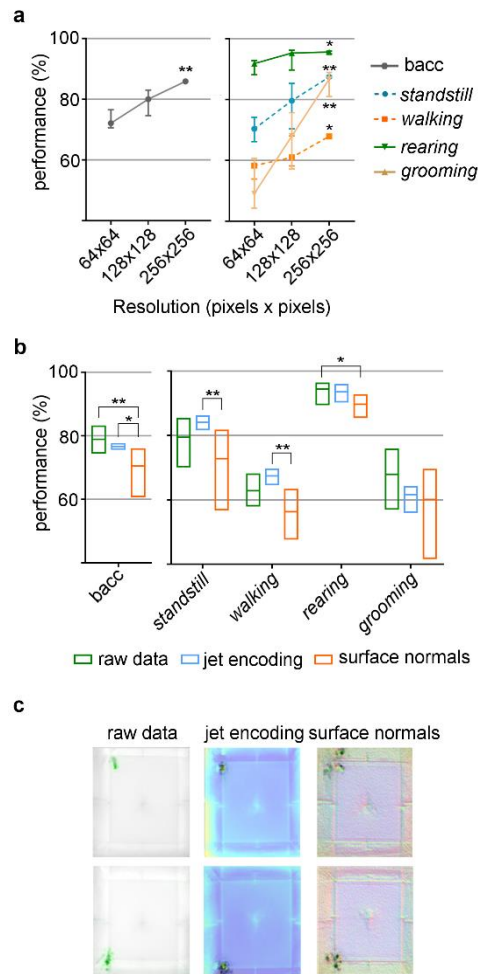 a
performance (%)
100
80
60
**
*
**
**
*
bacc
standstill
walking
rearing
grooming
64x64
128x128
256x256
64x64
128x128
256x256
Resolution (pixels x pixels)
b
performance (%)
100
80
60
**
*
**
**
*
bacc
standstill
walking
rearing
grooming
raw data
jet encoding
surface normals
c
raw data
jet encoding
surface normals